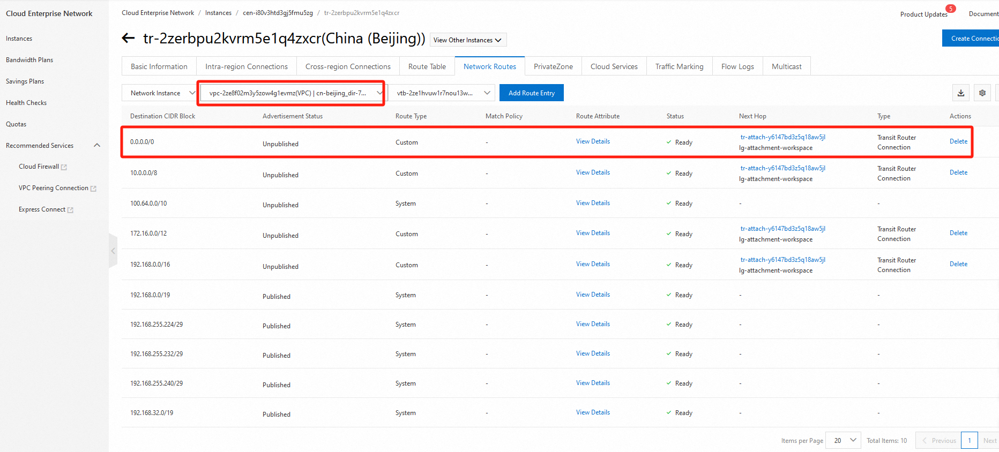 Cloud Enterprise Network
Instances
Bandwidth Plans
Savings Plans
Health Checks
Quotas
Recommended Services
Cloud Firewall
VPC Peering Connection
Express Connect
Cloud Enterprise Network / Instances / cen-i80v3htd3gj5fmu5zg / tr-2zerbpu2kvrm5e1q4zxcr
Product Updates 5 Document
tr-2zerbpu2kvrm5e1q4zxcr(China (Beijing)) View Other Instances
Create Connectio
Basic Information Intra-region Connections Cross-region Connections Route Table Network Routes PrivateZone Cloud Services Traffic Marking Flow Logs Multicast
Network Instance vpc-2ze8f02m3y5zow4g1evmz(VPC) | cn-beijing_dir-7... vtb-2ze1hvuw1r7nou13w... Add Route Entry
Destination CIDR Block Advertisement Status Route Type Match Policy Route Attribute Status Next Hop Type Actions
0.0.0.0/0 Unpublished Custom - View Details Ready tr-attach-y6147bd3z5q18aw5jl lg-attachment-workspace Transit Router Connection Delete
10.0.0.0/8 Unpublished Custom - View Details Ready tr-attach-y6147bd3z5q18aw5jl lg-attachment-workspace Transit Router Connection Delete
100.64.0.0/10 Unpublished System - View Details Ready - -
172.16.0.0/12 Unpublished Custom - View Details Ready tr-attach-y6147bd3z5q18aw5jl lg-attachment-workspace Transit Router Connection Delete
192.168.0.0/16 Unpublished Custom - View Details Ready tr-attach-y6147bd3z5q18aw5jl lg-attachment-workspace Transit Router Connection Delete
192.168.0.0/19 Published System - View Details Ready - -
192.168.255.224/29 Published System - View Details Ready - -
192.168.255.232/29 Published System - View Details Ready - -
192.168.255.240/29 Published System - View Details Ready - -
192.168.32.0/19 Published System - View Details Ready - -
Items per Page 20 Total Items: 10 Previous 1 Next